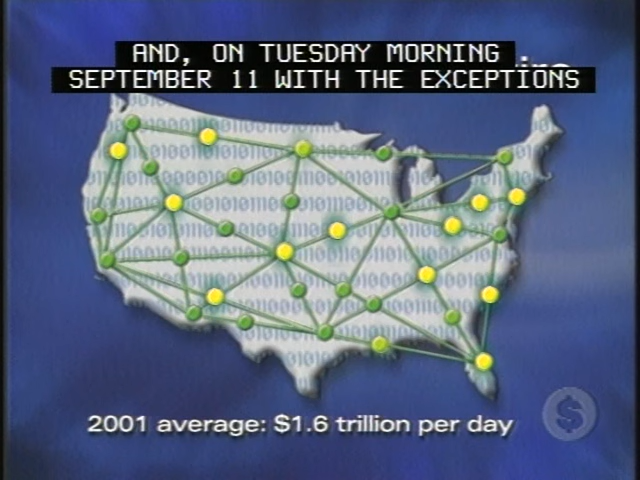 AND, ON TUESDAY MORNING
SEPTEMBER 11 WITH THE EXCEPTIONS
2001 average: $1.6 trillion per day
$